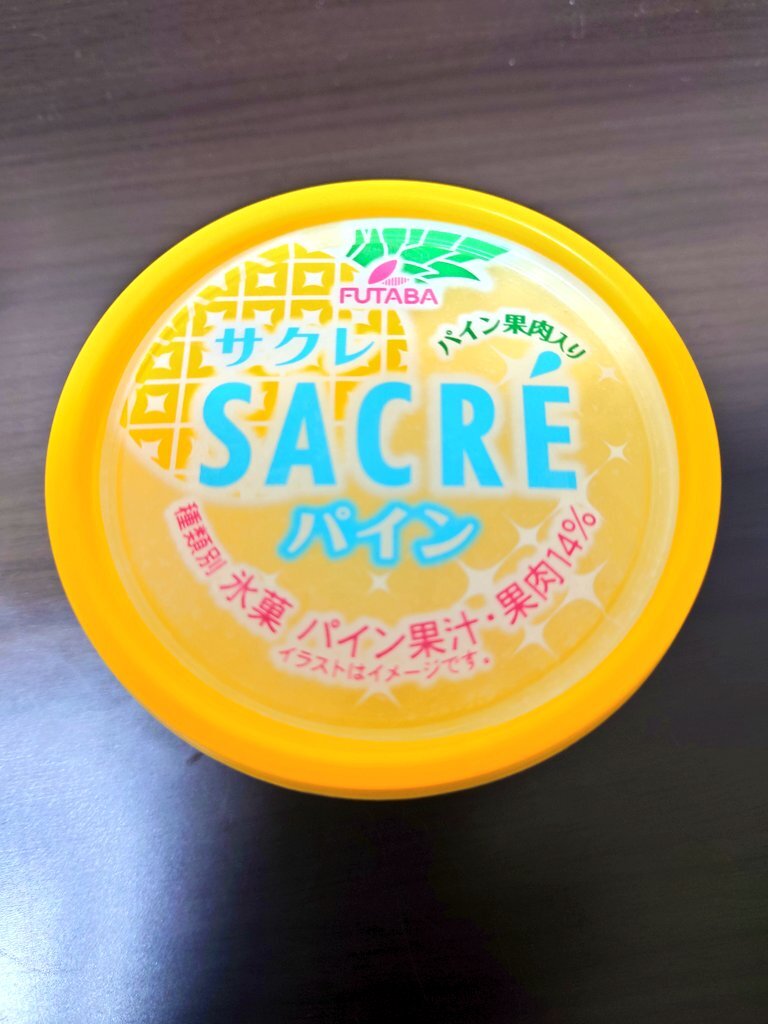 FUTABA
パイン果肉入り
サクレ
SACRÉ
パイン
種類別 氷菓 パイン果汁・果肉14%
イラストはイメージです。